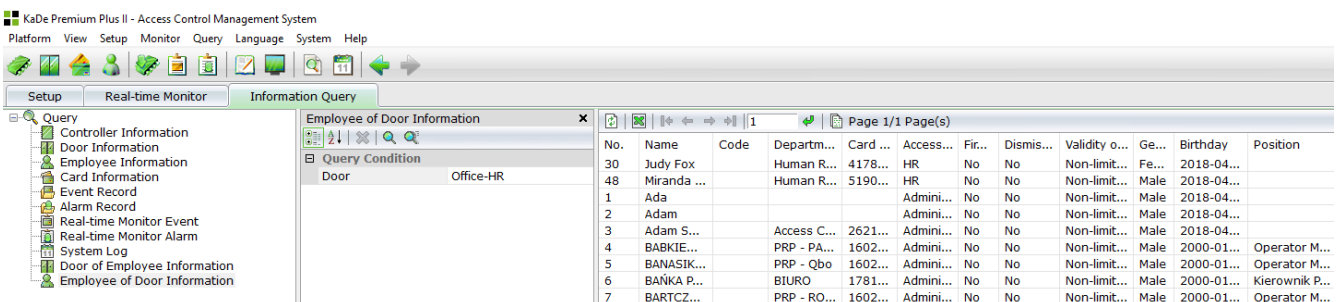 KaDe Premium Plus II - Access Control Management System
Platform View Setup Monitor Query Language System Help
Setup Real-time Monitor Information Query
Query
Controller Information
Door Information
Employee Information
Card Information
Event Record
Alarm Record
Real-time Monitor Event
Real-time Monitor Alarm
System Log
Door of Employee Information
Employee of Door Information
Employee of Door Information
Query Condition
Door Office-HR
1 Page 1/1 Page(s)
No. Name Code Departm... Card ... Access... Fir... Dismis... Validity o... Ge... Birthday Position
30 Judy Fox Human R... 4178... HR No No Non-limit... Fe... 2018-04...
48 Miranda ... Human R... 5190... HR No No Non-limit... Male 2018-04...
1 Ada Admini... No No Non-limit... Male 2018-04...
2 Adam Admini... No No Non-limit... Male 2018-04...
3 Adam S... Access C... 2621... Admini... No No Non-limit... Male 2018-04...
4 BABKIE... PRP - PA... 1602... Admini... No No Non-limit... Male 2000-01... Operator M...
5 BANASIK... PRP - Qbo 1602... Admini... No No Non-limit... Male 2000-01... Operator M...
6 BAŃKA P... BIURO 1781... Admini... No No Non-limit... Male 2000-01... Kierownik P...
7 BARTCZ... PRP - RO... 1602... Admini... No No Non-limit... Male 2000-01... Operator M...